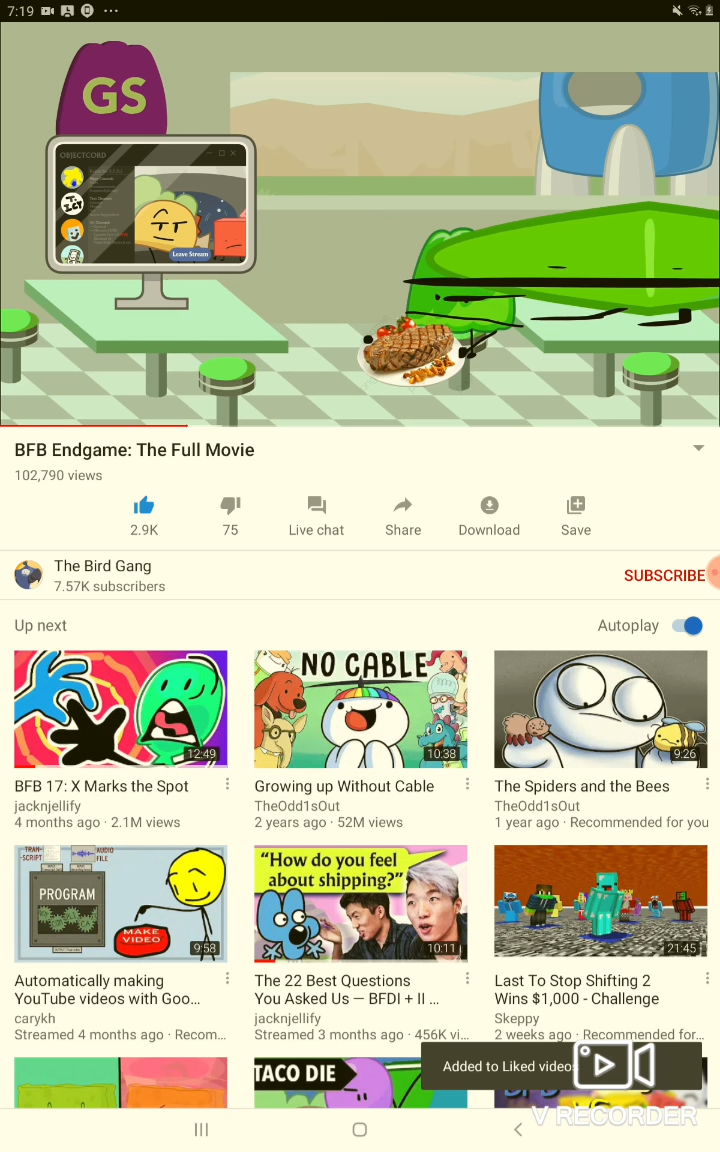 7:19
GS
OBJECTCORD
Leave Stream
BFB Endgame: The Full Movie
102,790 views
2.9K
75
Live chat
Share
Download
Save
The Bird Gang
7.57K subscribers
SUBSCRIBE
Up next
Autoplay
12:49
NO CABLE
10:38
9:26
BFB 17: X Marks the Spot
jacknjellify
4 months ago · 2.1M views
Growing up Without Cable
TheOdd1sOut
2 years ago · 52M views
The Spiders and the Bees
TheOdd1sOut
1 year ago · Recommended for you
TRAN-
-SCRIPT
AUDIO
FILE
PROGRAM
MAKE
VIDEO
9:58
"How do you feel
about shipping?"
10:11
21:45
Automatically making
YouTube videos with Goo...
carykh
Streamed 4 months ago · Recom...
The 22 Best Questions
You Asked Us — BFDI + II ...
jacknjellify
Streamed 3 months ago · 456K vi...
Last To Stop Shifting 2
Wins $1,000 - Challenge
Skeppy
2 weeks ago · Recommended for...
TACO DIE
Added to Liked video
V RECORDER